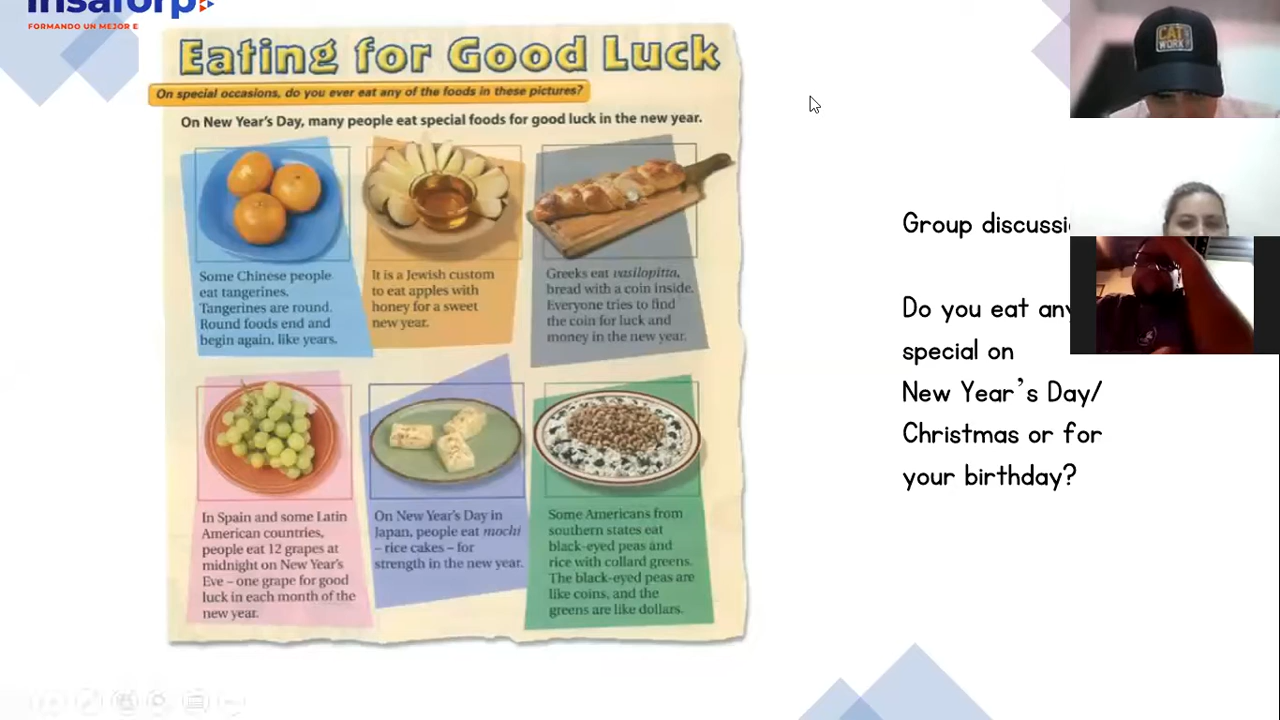 insaforp
FORMANDO UN MEJOR E
Eating for Good Luck
On special occasions, do you ever eat any of the foods in these pictures?
On New Year's Day, many people eat special foods for good luck in the new year.
Some Chinese people
eat tangerines.
Tangerines are round.
Round foods end and
begin again, like years.
It is a Jewish custom
to eat apples with
honey for a sweet
new year.
Greeks eat vasilopitta,
bread with a coin inside.
Everyone tries to find
the coin for luck and
money in the new year.
In Spain and some Latin
American countries,
people eat 12 grapes at
midnight on New Year's
Eve – one grape for good
luck in each month of the
new year.
On New Year's Day in
Japan, people eat mochi
– rice cakes – for
strength in the new year.
Some Americans from
southern states eat
black-eyed peas and
rice with collard greens.
The black-eyed peas are
like coins, and the
greens are like dollars.
Group discussi
Do you eat any
special on
New Year's Day/
Christmas or for
your birthday?
CAT
WORK